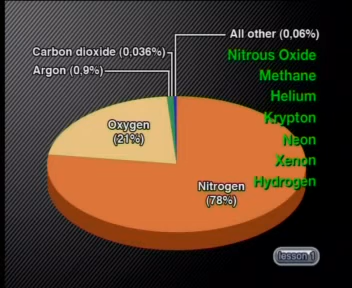 All other (0,06%)
Carbon dioxide (0,036%)
Argon (0,9%)
Nitrous Oxide
Methane
Helium
Krypton
Neon
Xenon
Hydrogen
Oxygen
(21%)
Nitrogen
(78%)
lesson 1